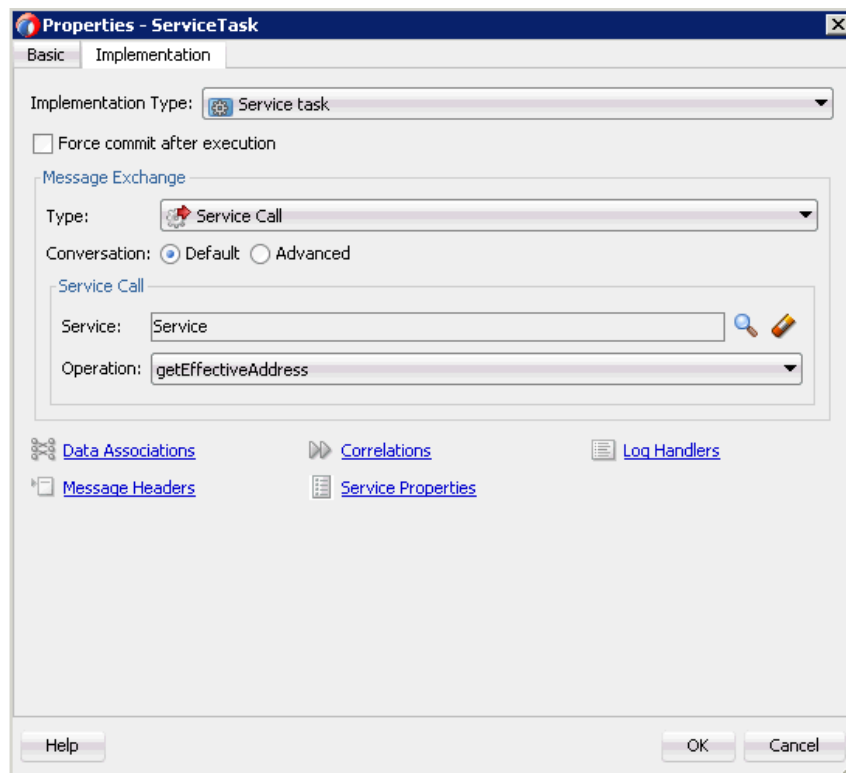 Properties - ServiceTask
Basic Implementation
Implementation Type: Service task
Force commit after execution
Message Exchange
Type: Service Call
Conversation: Default Advanced
Service Call
Service: Service
Operation: getEffectiveAddress
Data Associations Correlations Log Handlers
Message Headers Service Properties
Help OK Cancel